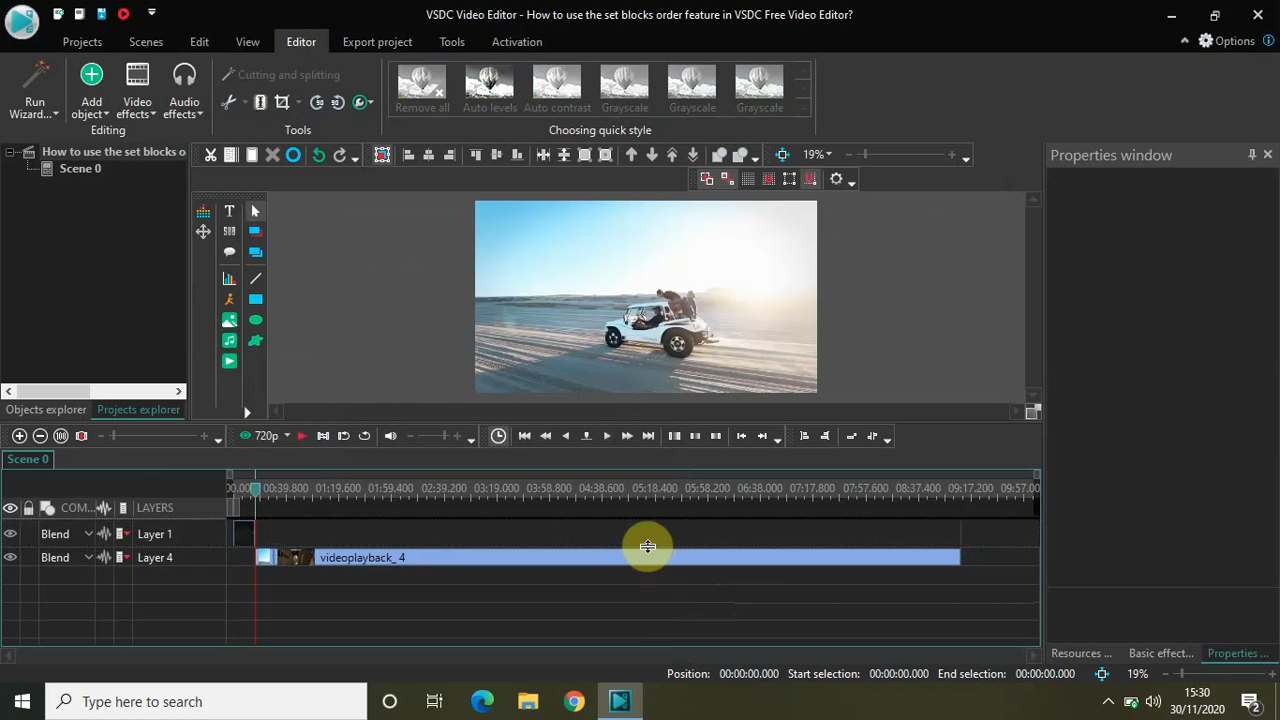 VSDC Video Editor - How to use the set blocks order feature in VSDC Free Video Editor?
Projects Scenes Edit View Editor Export project Tools Activation Options
Run Wizard... Add object Video effects Audio effects Cutting and splitting Remove all Auto levels Auto contrast Grayscale Grayscale Grayscale
Editing Tools Choosing quick style
How to use the set blocks o
Scene 0
19%
Properties window
Objects explorer Projects explorer
720p
Scene 0
00.000 00:39.800 01:19.600 01:59.400 02:39.200 03:19.000 03:58.800 04:38.600 05:18.400 05:58.200 06:38.000 07:17.800 07:57.600 08:37.400 09:17.200 09:57.00
COM... LAYERS
Blend Layer 1
Blend Layer 4 videoplayback_ 4
Resources ... Basic effect... Properties ...
Position: 00:00:00.000 Start selection: 00:00:00.000 End selection: 00:00:00.000 19%
Type here to search
15:30
30/11/2020
2